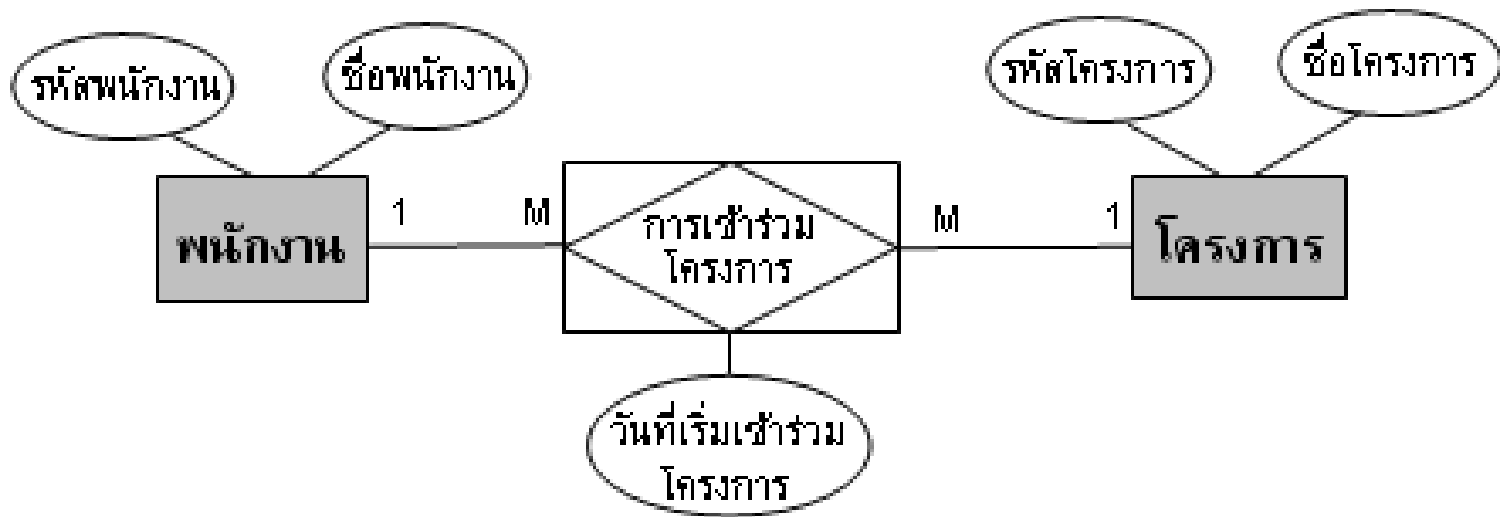 รหัสพนักงาน
ชื่อพนักงาน
รหัสโครงการ
ชื่อโครงการ
พนักงาน
1
M
การเข้าร่วม
โครงการ
M
1
โครงการ
วันที่เริ่มเข้าร่วม
โครงการ